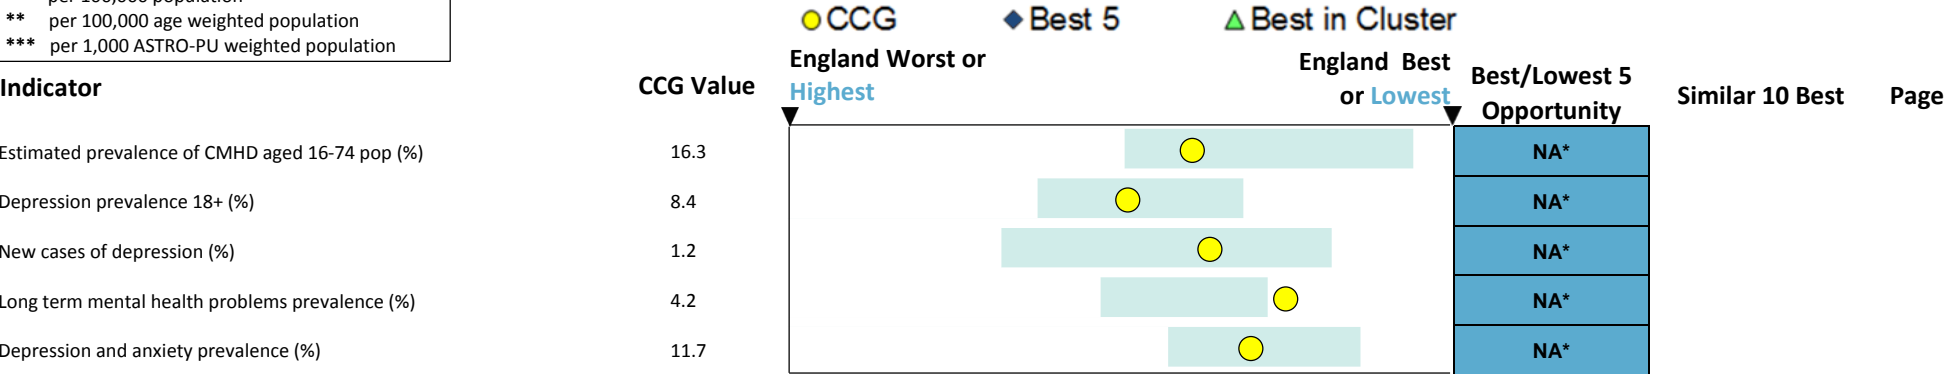 per 100,000 population
** per 100,000 age weighted population
*** per 1,000 ASTRO-PU weighted population
CCG Best 5 Best in Cluster
Indicator CCG Value England Worst or Highest England Best or Lowest Best/Lowest 5 Opportunity Similar 10 Best Page
Estimated prevalence of CMHD aged 16-74 pop (%) 16.3 NA*
Depression prevalence 18+ (%) 8.4 NA*
New cases of depression (%) 1.2 NA*
Long term mental health problems prevalence (%) 4.2 NA*
Depression and anxiety prevalence (%) 11.7 NA*